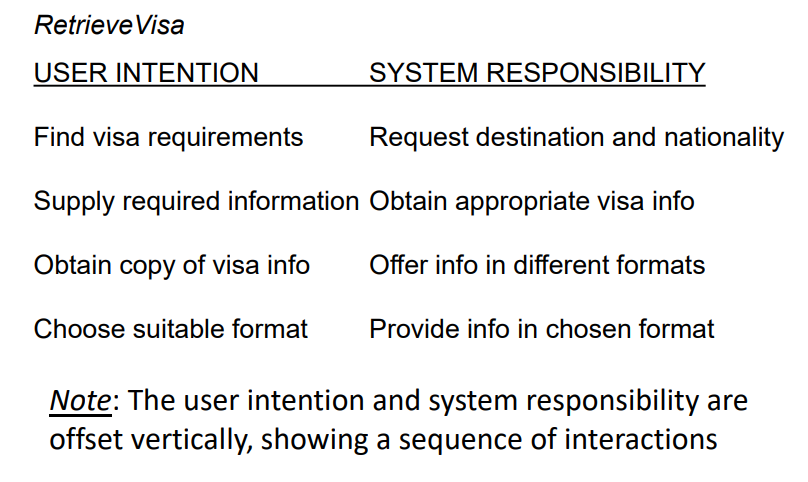 RetrieveVisa
USER INTENTION SYSTEM RESPONSIBILITY
Find visa requirements Request destination and nationality
Supply required information Obtain appropriate visa info
Obtain copy of visa info Offer info in different formats
Choose suitable format Provide info in chosen format
Note: The user intention and system responsibility are
offset vertically, showing a sequence of interactions